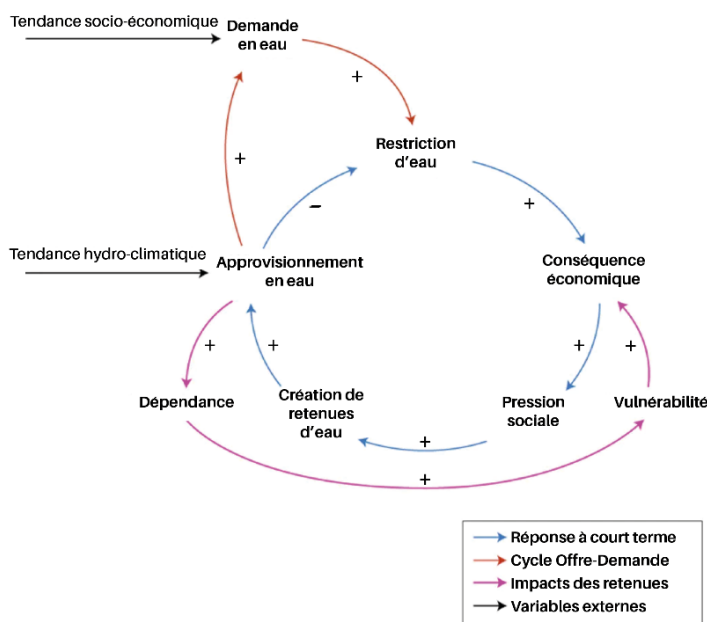 Tendance socio-économique
Demande
en eau
+
Restriction
d'eau
+
–
+
Tendance hydro-climatique
Approvisionnement
en eau
Conséquence
économique
+
+
+
+
Dépendance
Création de
retenues
d'eau
Pression
sociale
Vulnérabilité
+
+
Réponse à court terme
Cycle Offre-Demande
Impacts des retenues
Variables externes